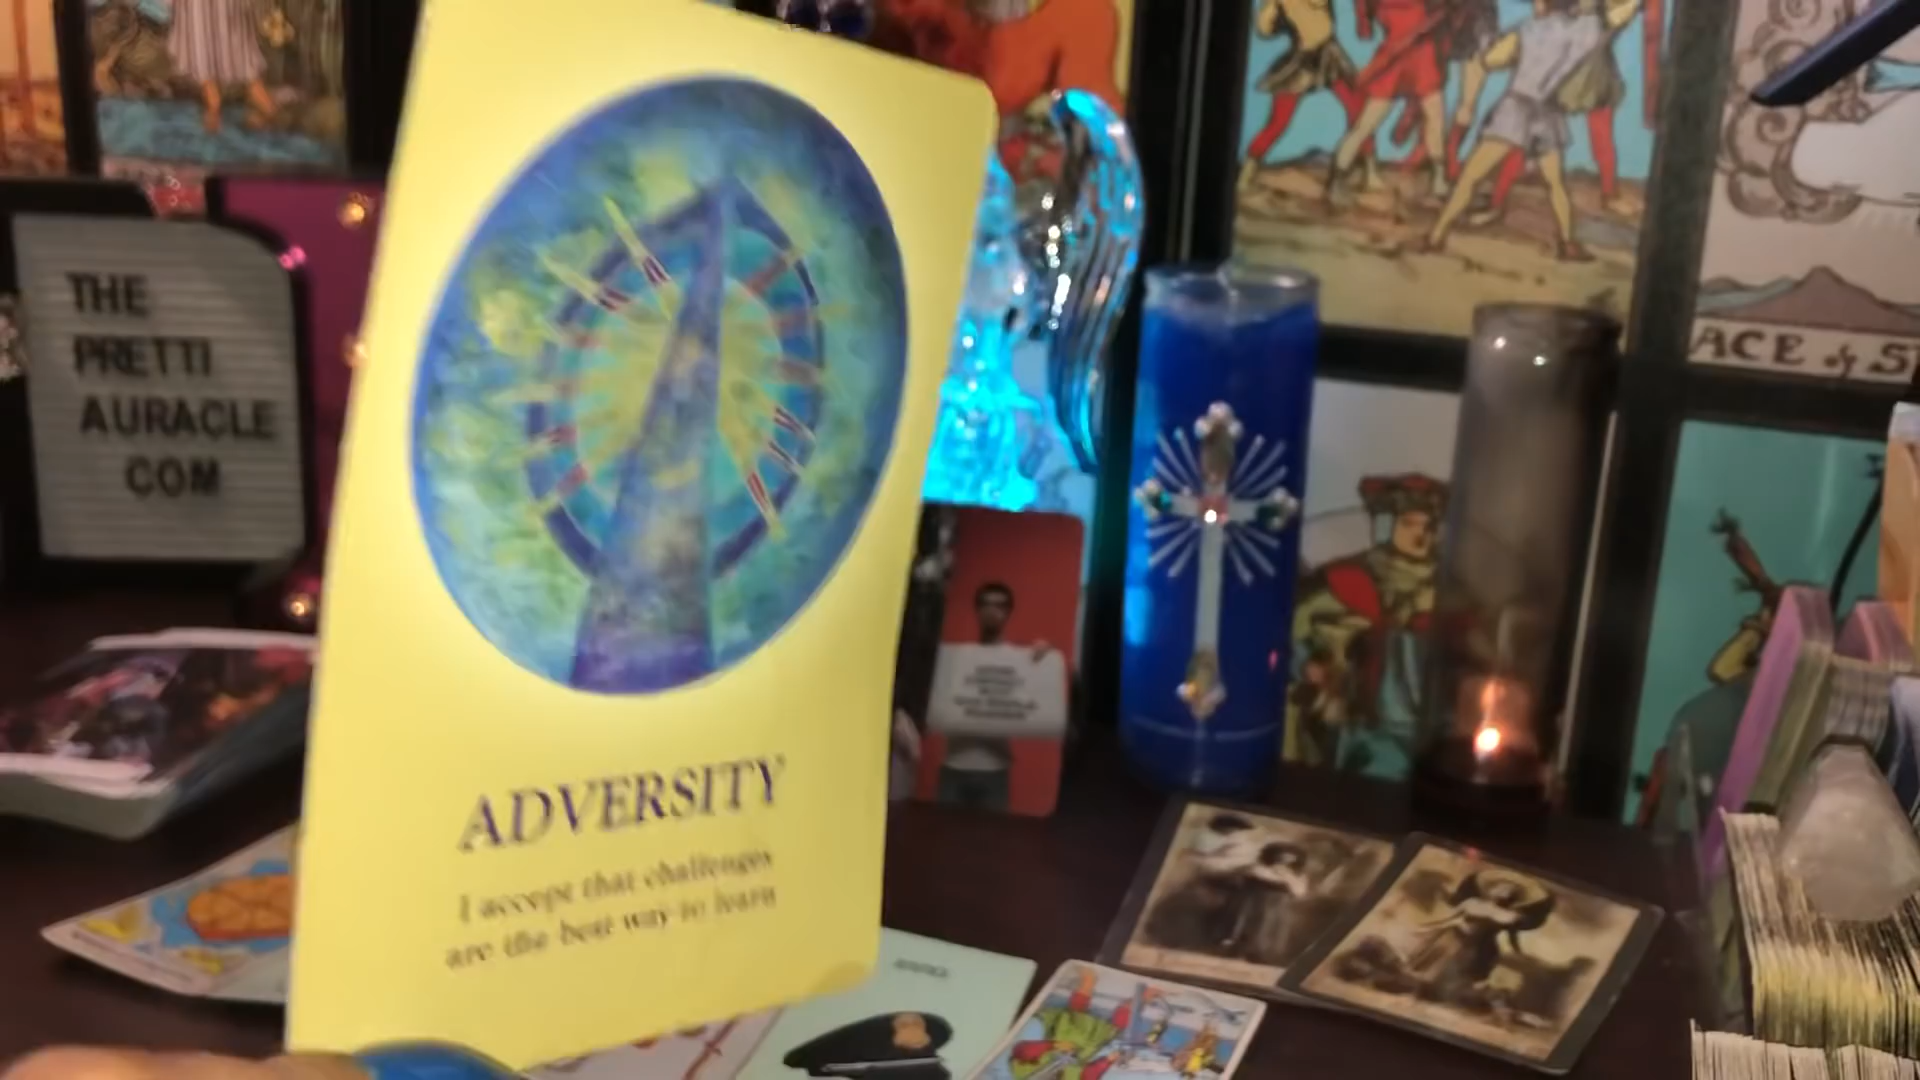 THE
PRETTI
AURACLE
COM
ADVERSITY
I accept that challenges
are the best way to learn
ACE of S